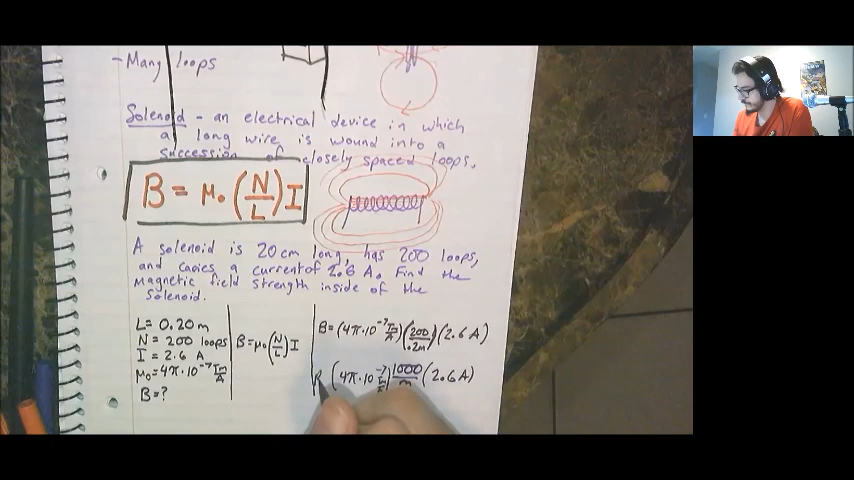 - Many loops
Solenoid - an electrical device in which
a long wire is wound into a
succession of closely spaced loops.
B = μ₀ (N/L) I
A solenoid is 20 cm long, has 200 loops,
and caries a current of 2.6 A. Find the
magnetic field strength inside of the
solenoid.
L = 0.20 m
N = 200 loops
I = 2.6 A
μ₀ = 4π·10⁻⁷ Tm/A
B = ?
B = μ₀ (N/L) I
B = (4π·10⁻⁷ Tm/A) (200/.2m) (2.6 A)
(4π·10⁻⁷ Tm/A) 1000/m (2.6 A)